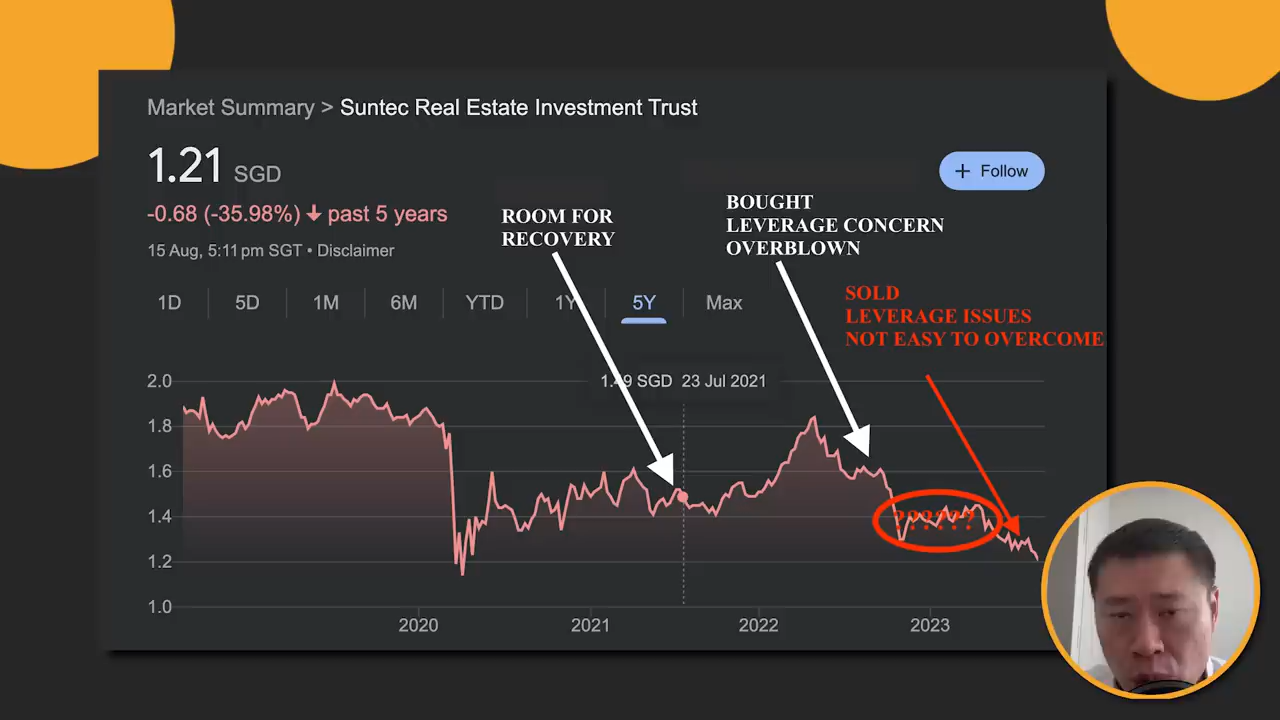 Market Summary > Suntec Real Estate Investment Trust
1.21 SGD
+ Follow
-0.68 (-35.98%) ↓ past 5 years
15 Aug, 5:11 pm SGT • Disclaimer
ROOM FOR
RECOVERY
BOUGHT
LEVERAGE CONCERN
OVERBLOWN
SOLD
LEVERAGE ISSUES
NOT EASY TO OVERCOME
1D 5D 1M 6M YTD 1Y 5Y Max
1.49 SGD 23 Jul 2021
2.0
1.8
1.6
1.4
??????
1.2
1.0
2020 2021 2022 2023